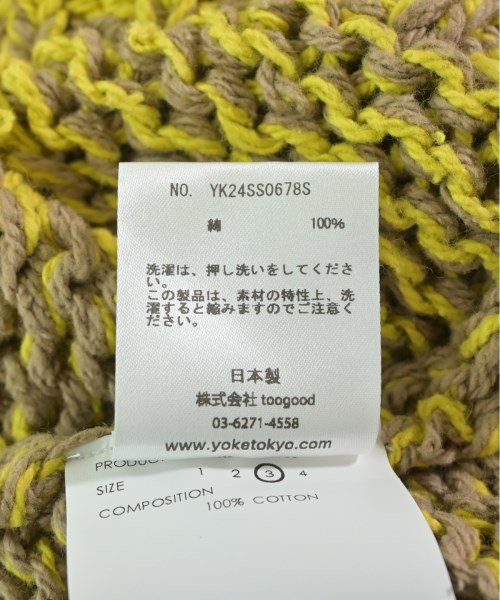 NO. YK24SS0678S
綿 100%
洗濯は、押し洗いをしてくださ
い。
この製品は、素材の特性上、洗
濯すると縮みますのでご注意く
ださい。
日本製
株式会社 toogood
03-6271-4558
www.yoketokyo.com
SIZE 1 2 3 4
COMPOSITION
100% COTTON